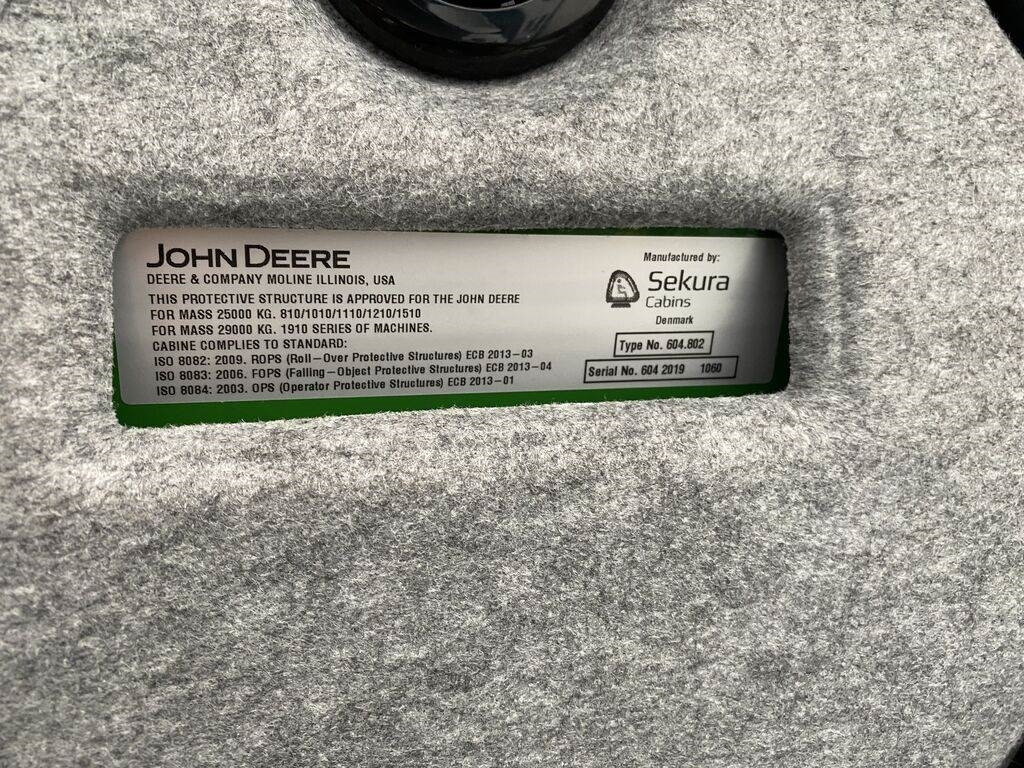 JOHN DEERE
DEERE & COMPANY MOLINE ILLINOIS, USA
THIS PROTECTIVE STRUCTURE IS APPROVED FOR THE JOHN DEERE
FOR MASS 25000 KG. 810/1010/1110/1210/1510
FOR MASS 29000 KG. 1910 SERIES OF MACHINES.
CABINE COMPLIES TO STANDARD:
ISO 8082: 2009. ROPS (Roll-Over Protective Structures) ECB 2013-03
ISO 8083: 2006. FOPS (Falling-Object Protective Structures) ECB 2013-04
ISO 8084: 2003. OPS (Operator Protective Structures) ECB 2013-01
Manufactured by:
Sekura
Cabins
Denmark
Type No. 604.802
Serial No. 604 2019 1060